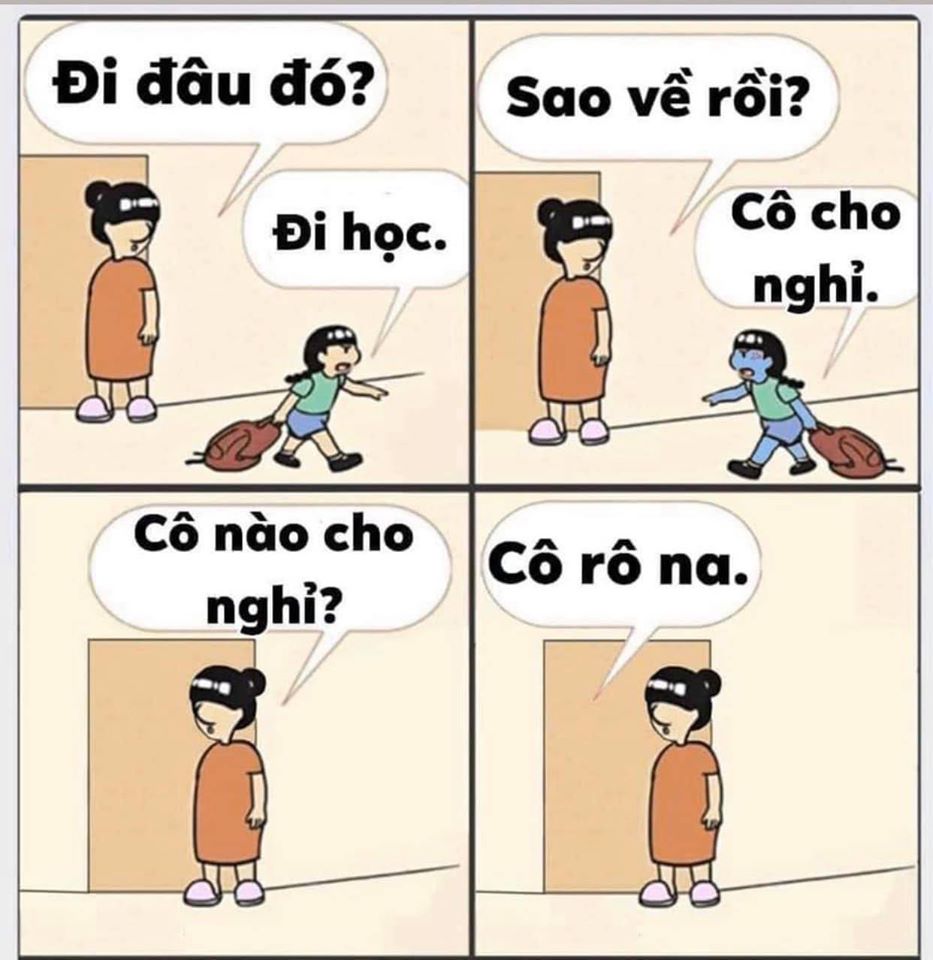 Đi đâu đó?
Đi học.
Sao về rồi?
Cô cho
nghỉ.
Cô nào cho
nghỉ?
Cô rô na.